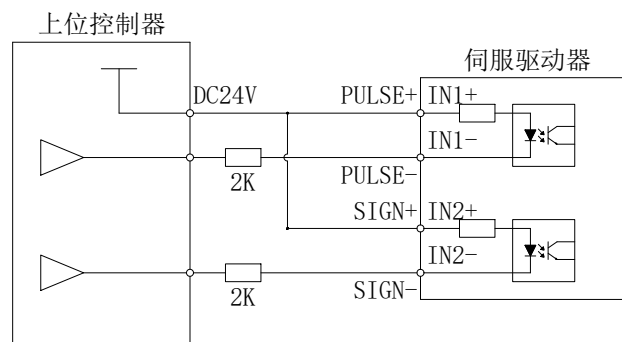 上位控制器
伺服驱动器
DC24V
PULSE+
IN1+
IN1-
2K
PULSE-
SIGN+
IN2+
IN2-
2K
SIGN-